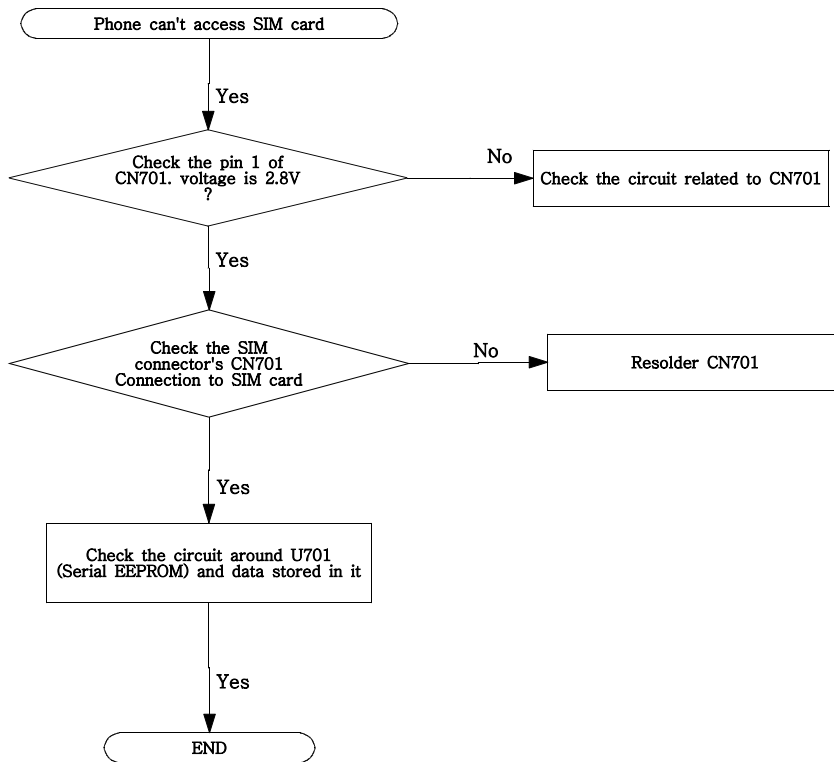 Phone can't access SIM card
Yes
Check the pin 1 of
CN701. voltage is 2.8V
?
No
Check the circuit related to CN701
Yes
Check the SIM
connector's CN701
Connection to SIM card
No
Resolder CN701
Yes
Check the circuit around U701
(Serial EEPROM) and data stored in it
Yes
END